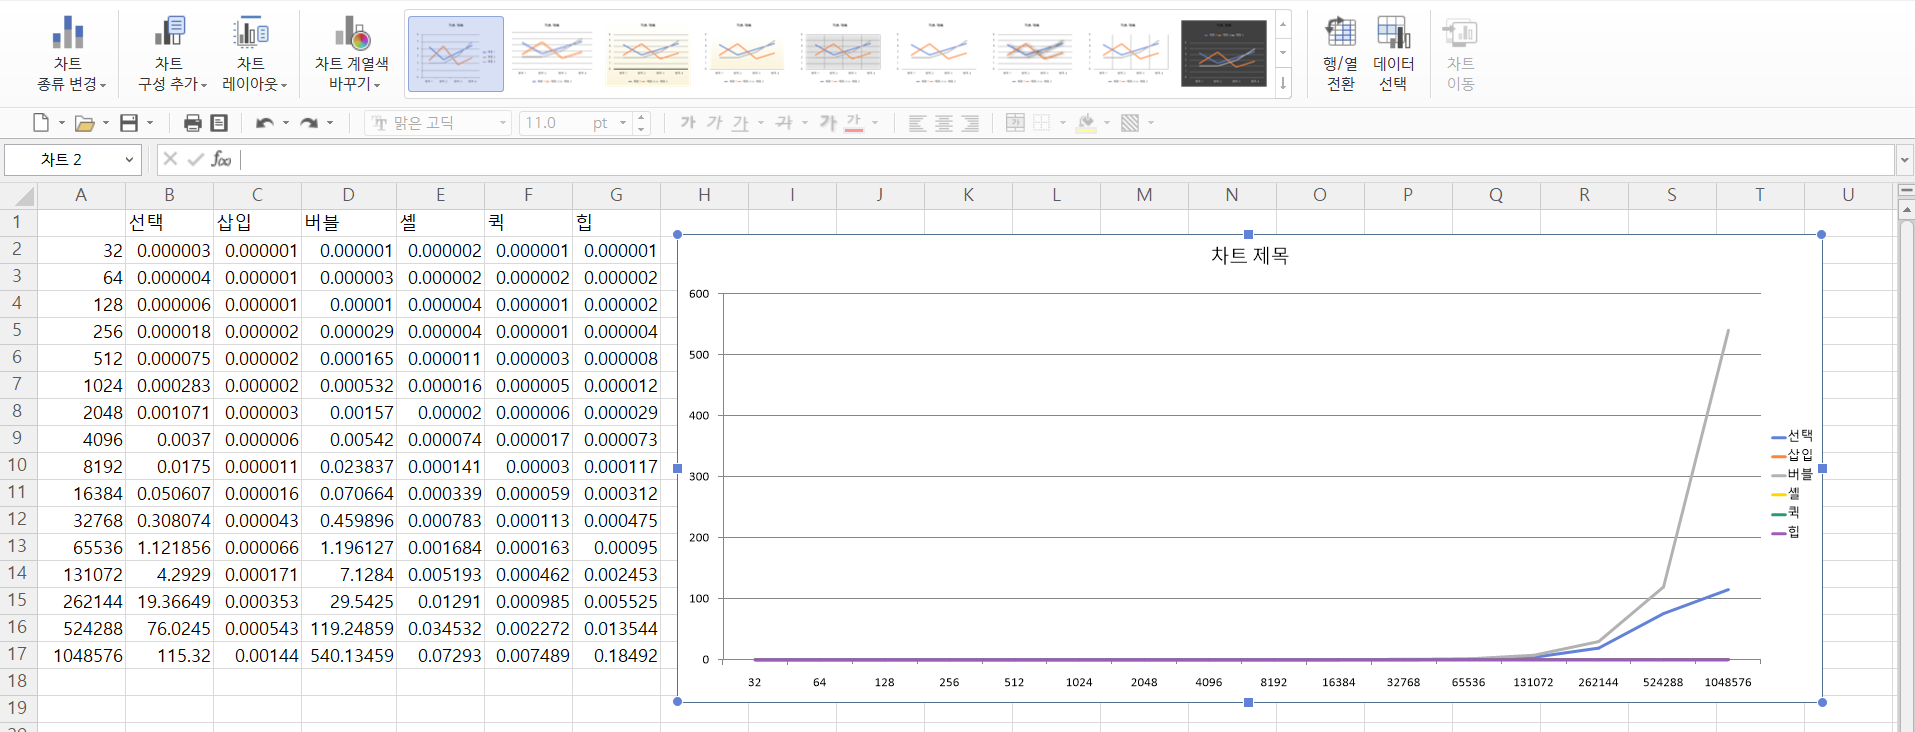 차트
종류 변경
차트
구성 추가
차트
레이아웃
차트 계열색
바꾸기
행/열
전환
데이터
선택
차트
이동
맑은 고딕 11.0 pt 가 가 가 가 가 가
차트 2
A B C D E F G H I J K L M N O P Q R S T U
1 선택 삽입 버블 셸 퀵 힙
2 32 0.000003 0.000001 0.000001 0.000002 0.000001 0.000001
3 64 0.000004 0.000001 0.000003 0.000002 0.000002 0.000002
4 128 0.000006 0.000001 0.00001 0.000004 0.000001 0.000002
5 256 0.000018 0.000002 0.000029 0.000004 0.000001 0.000004
6 512 0.000075 0.000002 0.000165 0.000011 0.000003 0.000008
7 1024 0.000283 0.000002 0.000532 0.000016 0.000005 0.000012
8 2048 0.001071 0.000003 0.00157 0.00002 0.000006 0.000029
9 4096 0.0037 0.000006 0.00542 0.000074 0.000017 0.000073
10 8192 0.0175 0.000011 0.023837 0.000141 0.00003 0.000117
11 16384 0.050607 0.000016 0.070664 0.000339 0.000059 0.000312
12 32768 0.308074 0.000043 0.459896 0.000783 0.000113 0.000475
13 65536 1.121856 0.000066 1.196127 0.001684 0.000163 0.00095
14 131072 4.2929 0.000171 7.1284 0.005193 0.000462 0.002453
15 262144 19.36649 0.000353 29.5425 0.01291 0.000985 0.005525
16 524288 76.0245 0.000543 119.24859 0.034532 0.002272 0.013544
17 1048576 115.32 0.00144 540.13459 0.07293 0.007489 0.18492
18
19
차트 제목
600
500
400
300
200
100
0
32 64 128 256 512 1024 2048 4096 8192 16384 32768 65536 131072 262144 524288 1048576
선택
삽입
버블
셸
퀵
힙